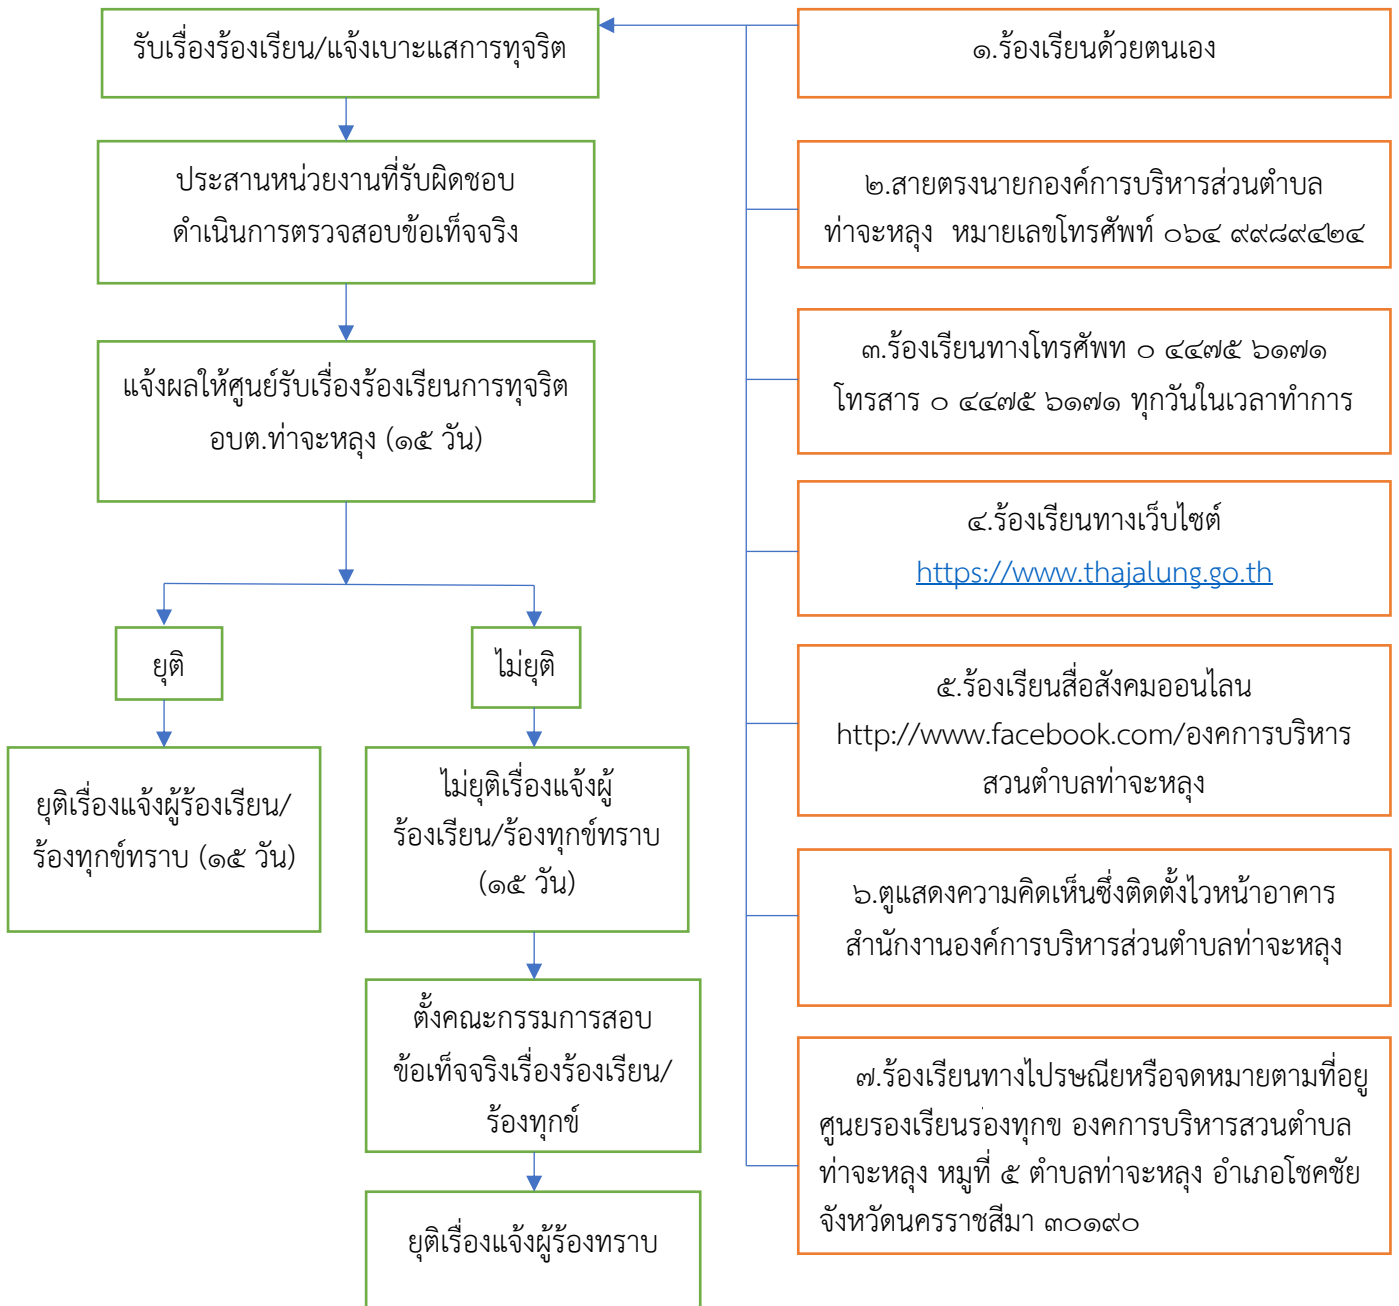 รับเรื่องร้องเรียน/แจ้งเบาะแสการทุจริต
ประสานหน่วยงานที่รับผิดชอบ
ดำเนินการตรวจสอบข้อเท็จจริง
แจ้งผลให้ศูนย์รับเรื่องร้องเรียนการทุจริต
อบต.ท่าจะหลุง (๑๕ วัน)
ยุติ
ไม่ยุติ
ยุติเรื่องแจ้งผู้ร้องเรียน/
ร้องทุกข์ทราบ (๑๕ วัน)
ไม่ยุติเรื่องแจ้งผู้
ร้องเรียน/ร้องทุกข์ทราบ
(๑๕ วัน)
ตั้งคณะกรรมการสอบ
ข้อเท็จจริงเรื่องร้องเรียน/
ร้องทุกข์
ยุติเรื่องแจ้งผู้ร้องทราบ
๑.ร้องเรียนด้วยตนเอง
๒.สายตรงนายกองค์การบริหารส่วนตำบล
ท่าจะหลุง หมายเลขโทรศัพท์ ๐๖๔ ๙๙๘๙๔๒๔
๓.ร้องเรียนทางโทรศัพท ๐ ๔๔๗๕ ๖๑๗๑
โทรสาร ๐ ๔๔๗๕ ๖๑๗๑ ทุกวันในเวลาทำการ
๔.ร้องเรียนทางเว็บไซต์
https://www.thajalung.go.th
๕.ร้องเรียนสื่อสังคมออนไลน
http://www.facebook.com/องคการบริหาร
สวนตำบลท่าจะหลุง
๖.ตูแสดงความคิดเห็นซึ่งติดตั้งไวหน้าอาคาร
สำนักงานองค์การบริหารส่วนตำบลท่าจะหลุง
๗.ร้องเรียนทางไปรษณียหรือจดหมายตามที่อยู
ศูนยรองเรียนร่องทุกข องคการบริหารสวนตำบล
ท่าจะหลุง หมูที่ ๕ ตำบลท่าจะหลุง อำเภอโชคชัย
จังหวัดนครราชสีมา ๓๐๑๙๐